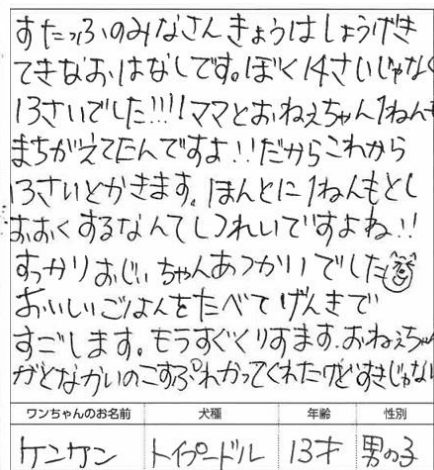 すたっふのみなさんきょうはしょうげき
てきなおはなしです。ぼく14さいじゃなく
13さいでした!!!!ママとおねえちゃん1ねんも
まちがえてたんですよ!!だからこれから
13さいとかきます。ほんとに1ねんもとし
おおくするなんてしつれいですよね!!
すっかりおじいちゃんあつかいでした
おいしいごはんをたべてげんきで
すごします。もうすぐくりすます。おねえちゃん
がとなかいのこすぷれかってくれたけどすきじゃない
ワンちゃんのお名前 犬種 年齢 性別
ケンケン トイプードル 13才 男の子